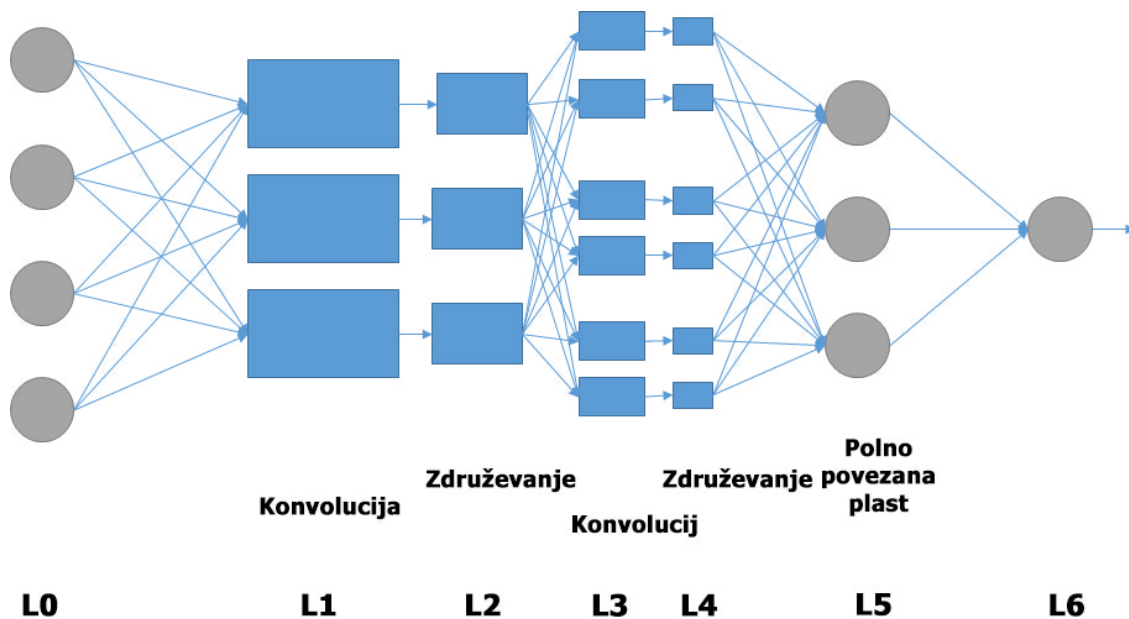 Konvolucija
Združevanje
Konvolucij
Združevanje
Polno
povezana
plast
L0 L1 L2 L3 L4 L5 L6